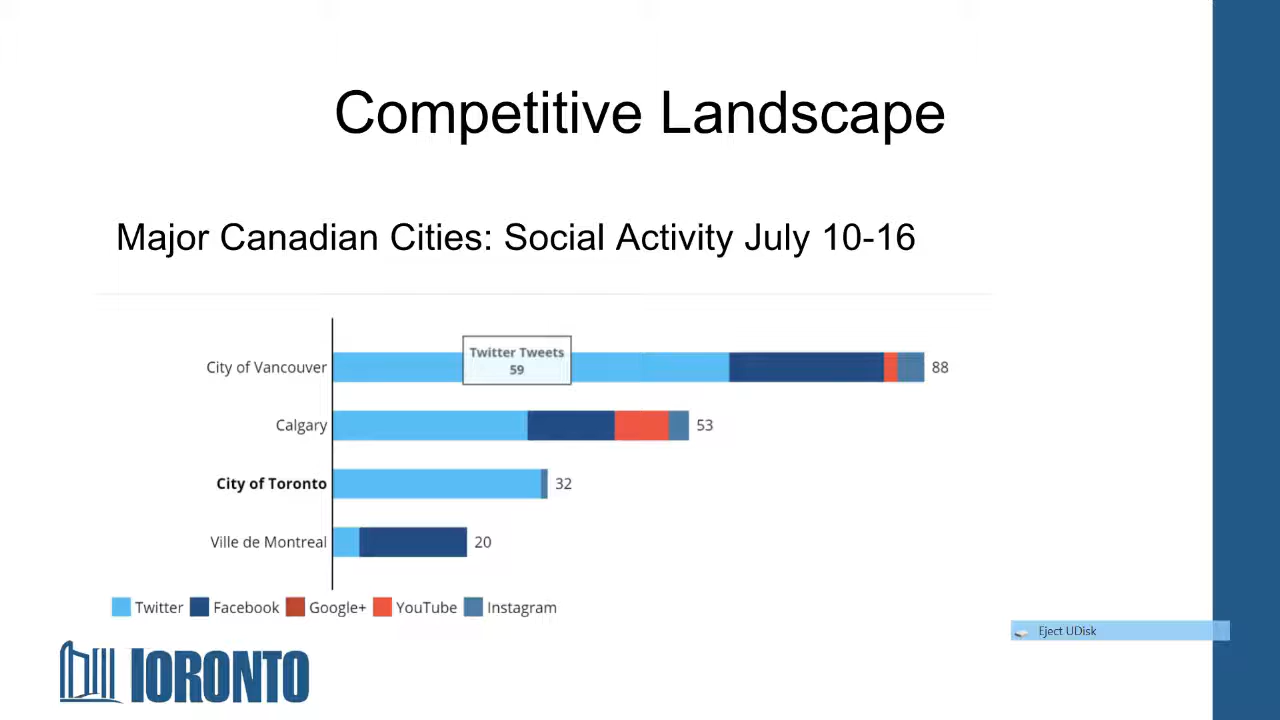 Competitive Landscape
Major Canadian Cities: Social Activity July 10-16
Twitter Tweets
59
City of Vancouver
88
Calgary
53
City of Toronto
32
Ville de Montreal
20
Twitter Facebook Google+ YouTube Instagram
Eject UDisk
TORONTO